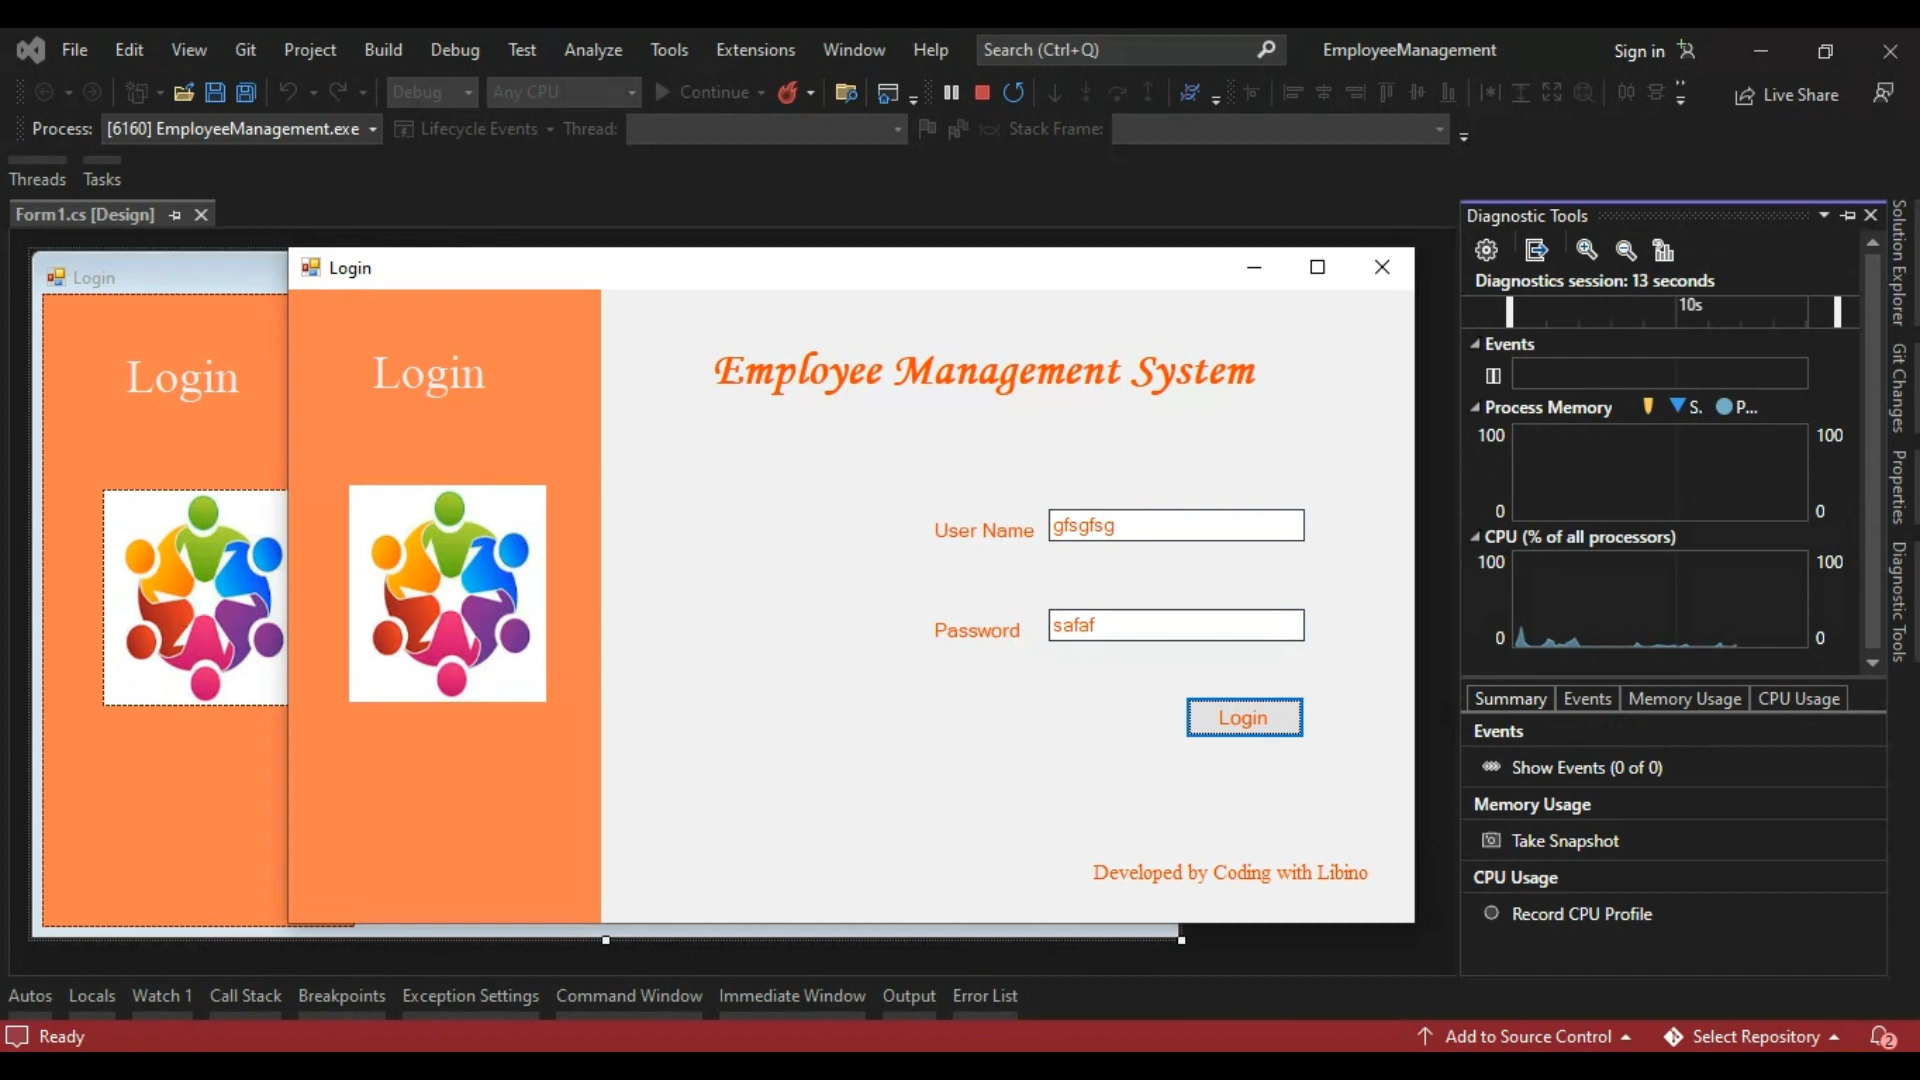 File Edit View Git Project Build Debug Test Analyze Tools Extensions Window Help Search (Ctrl+Q) EmployeeManagement Sign in
Debug Any CPU Continue Live Share
Process: [6160] EmployeeManagement.exe Lifecycle Events Thread: Stack Frame:
Threads Tasks
Form1.cs [Design]
Login
Login
Login
Login
Employee Management System
User Name gfsgfsg
Password safaf
Login
Developed by Coding with Libino
Diagnostic Tools
Diagnostics session: 13 seconds
10s
Events
Process Memory S. P...
100 100
0 0
CPU (% of all processors)
100 100
0 0
Summary Events Memory Usage CPU Usage
Events
Show Events (0 of 0)
Memory Usage
Take Snapshot
CPU Usage
Record CPU Profile
Solution Explorer
Git Changes
Properties
Diagnostic Tools
Autos Locals Watch 1 Call Stack Breakpoints Exception Settings Command Window Immediate Window Output Error List
Ready Add to Source Control Select Repository 2